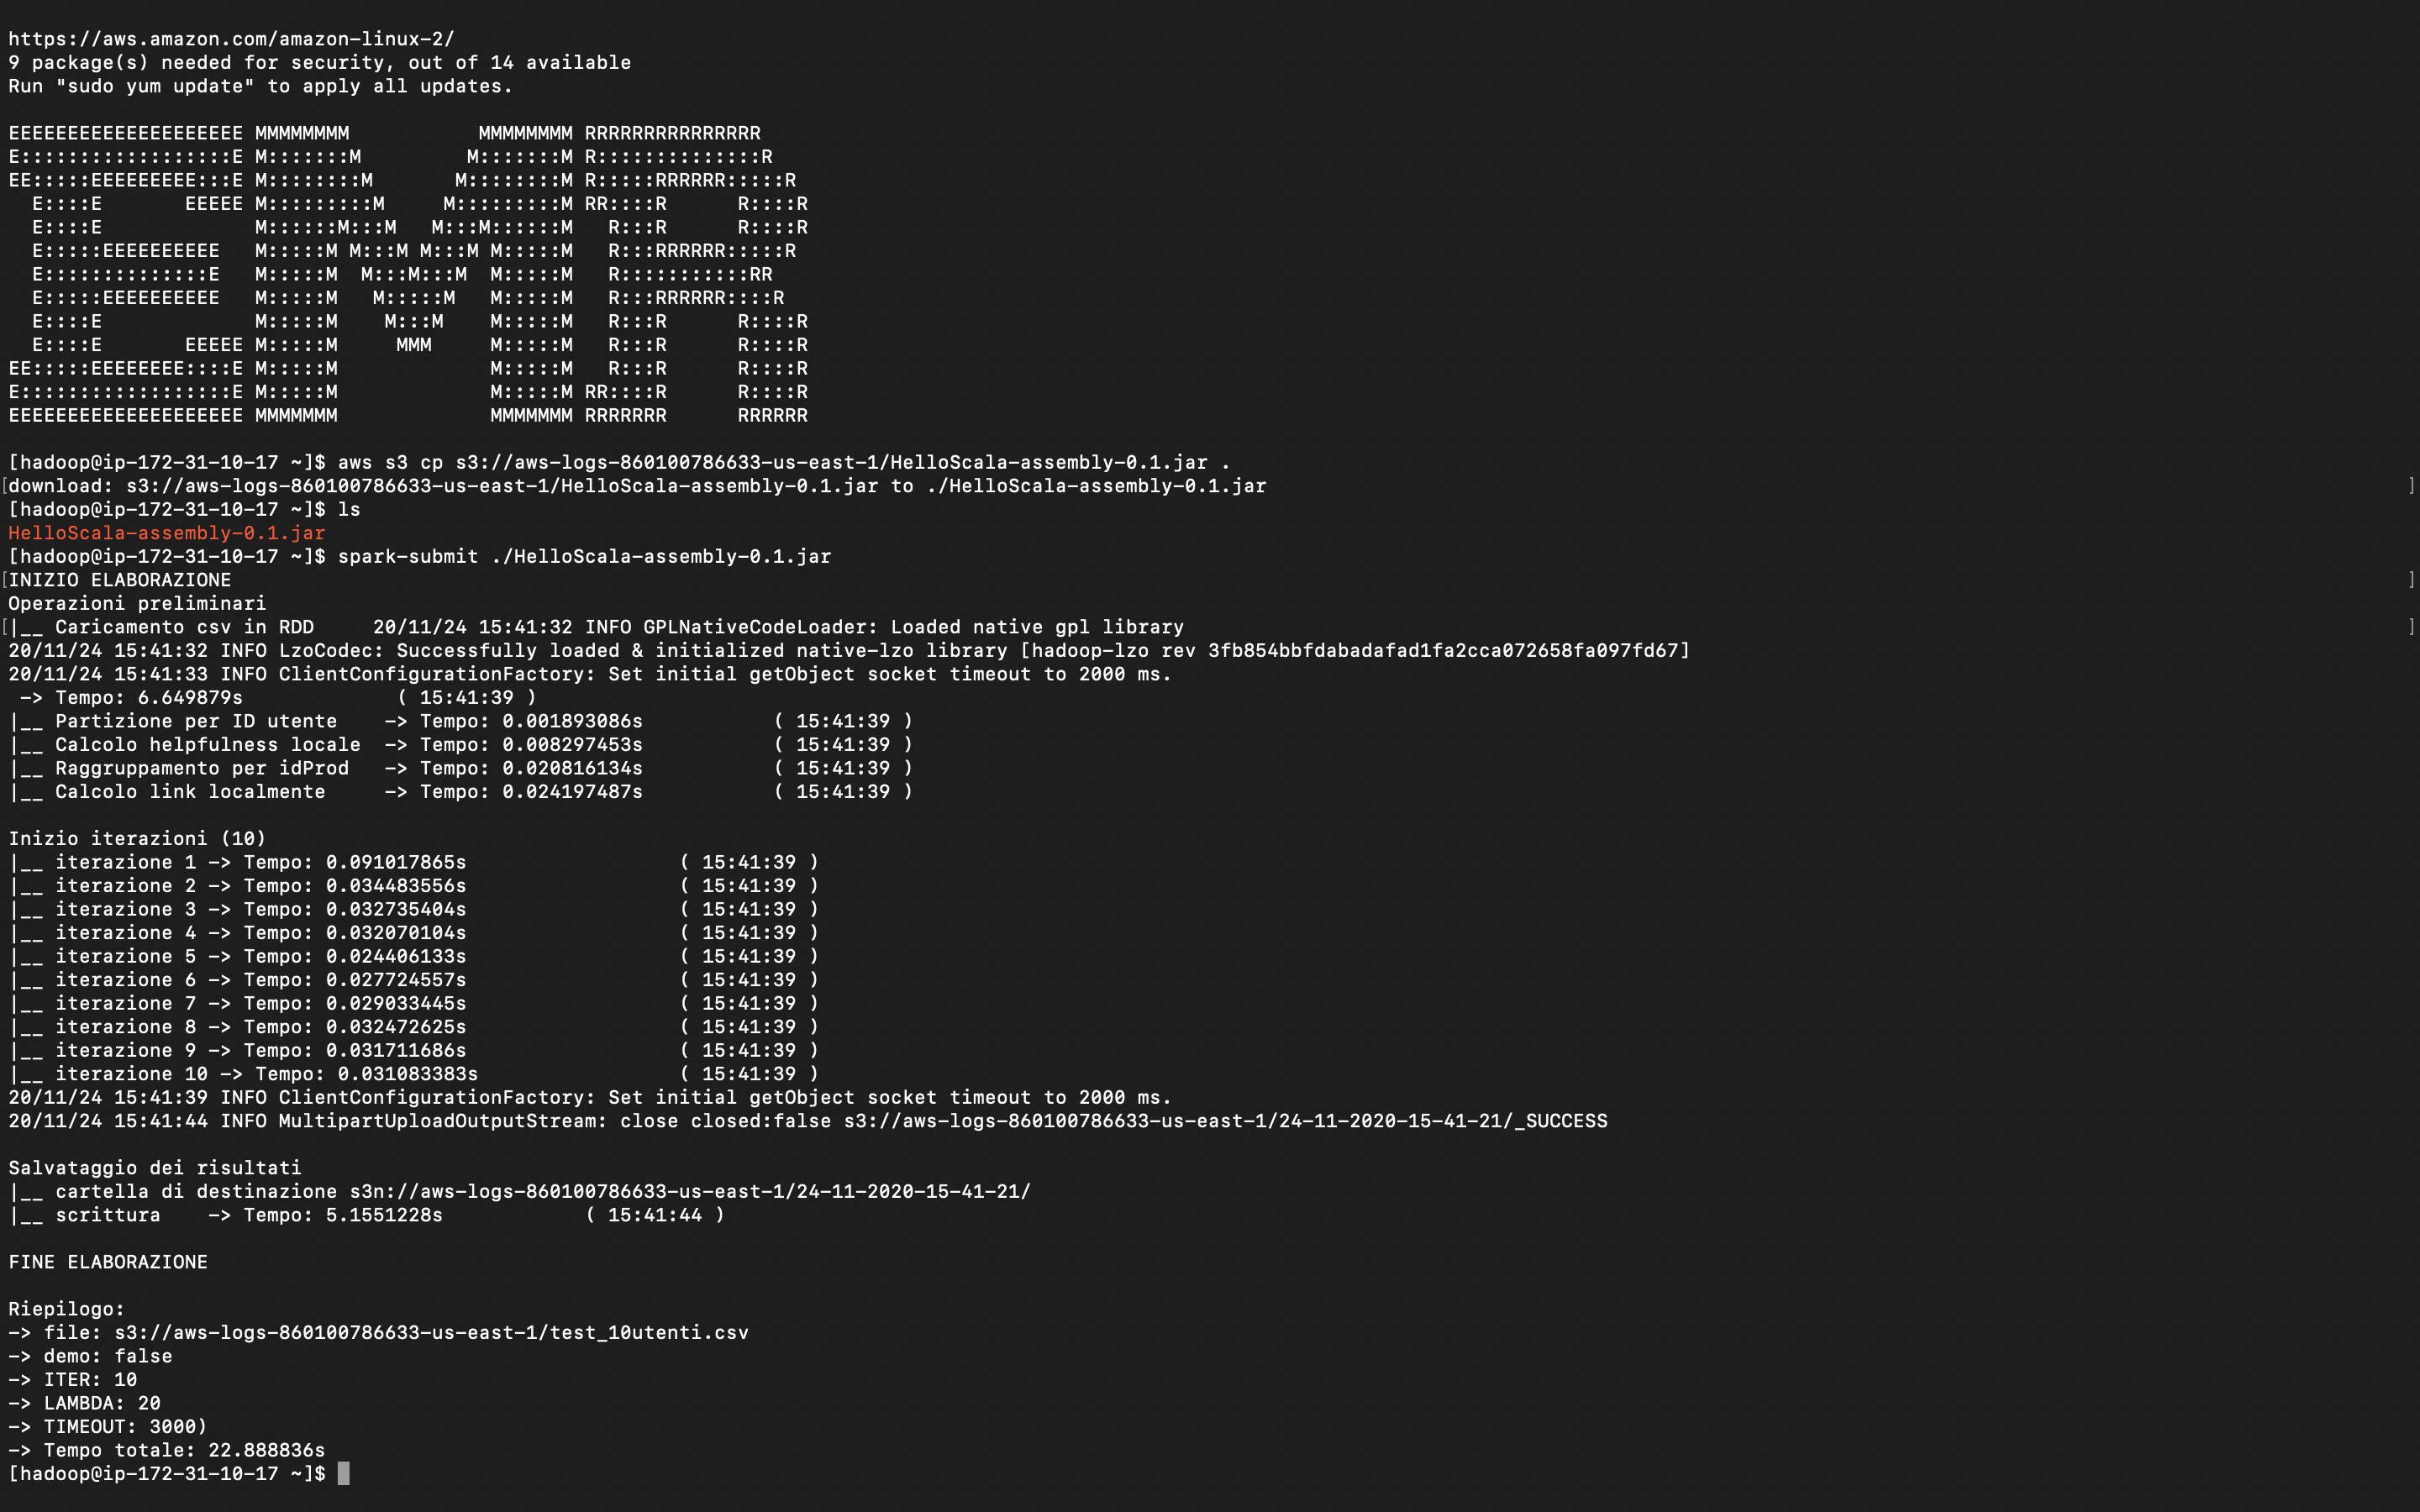 https://aws.amazon.com/amazon-linux-2/
9 package(s) needed for security, out of 14 available
Run "sudo yum update" to apply all updates.

EEEEEEEEEEEEEEEEEEEE MMMMMMMM           MMMMMMMM RRRRRRRRRRRRRRR
E::::::::::::::::::E M:::::::M         M:::::::M R::::::::::::::R
EE:::::EEEEEEEEE:::E M::::::::M       M::::::::M R:::::RRRRRR:::::R
  E::::E       EEEEE M:::::::::M     M:::::::::M RR::::R      R::::R
  E::::E             M::::::M:::M   M:::M::::::M   R:::R      R::::R
  E:::::EEEEEEEEEE   M:::::M M:::M M:::M M:::::M   R:::RRRRRR:::::R
  E::::::::::::::E   M:::::M  M:::M:::M  M:::::M   R:::::::::::RR
  E:::::EEEEEEEEEE   M:::::M   M:::::M   M:::::M   R:::RRRRRR::::R
  E::::E             M:::::M    M:::M    M:::::M   R:::R      R::::R
  E::::E       EEEEE M:::::M     MMM     M:::::M   R:::R      R::::R
EE:::::EEEEEEEE::::E M:::::M             M:::::M   R:::R      R::::R
E::::::::::::::::::E M:::::M             M:::::M RR::::R      R::::R
EEEEEEEEEEEEEEEEEEEE MMMMMMM             MMMMMMM RRRRRRR      RRRRRR

[hadoop@ip-172-31-10-17 ~]$ aws s3 cp s3://aws-logs-860100786633-us-east-1/HelloScala-assembly-0.1.jar .
[download: s3://aws-logs-860100786633-us-east-1/HelloScala-assembly-0.1.jar to ./HelloScala-assembly-0.1.jar ]
[hadoop@ip-172-31-10-17 ~]$ ls
HelloScala-assembly-0.1.jar
[hadoop@ip-172-31-10-17 ~]$ spark-submit ./HelloScala-assembly-0.1.jar
[INIZIO ELABORAZIONE ]
Operazioni preliminari
[|__ Caricamento csv in RDD     20/11/24 15:41:32 INFO GPLNativeCodeLoader: Loaded native gpl library ]
20/11/24 15:41:32 INFO LzoCodec: Successfully loaded & initialized native-lzo library [hadoop-lzo rev 3fb854bbfdabadafad1fa2cca072658fa097fd67]
20/11/24 15:41:33 INFO ClientConfigurationFactory: Set initial getObject socket timeout to 2000 ms.
 -> Tempo: 6.649879s             ( 15:41:39 )
|__ Partizione per ID utente    -> Tempo: 0.001893086s           ( 15:41:39 )
|__ Calcolo helpfulness locale  -> Tempo: 0.008297453s           ( 15:41:39 )
|__ Raggruppamento per idProd   -> Tempo: 0.020816134s           ( 15:41:39 )
|__ Calcolo link localmente     -> Tempo: 0.024197487s           ( 15:41:39 )

Inizio iterazioni (10)
|__ iterazione 1 -> Tempo: 0.091017865s                  ( 15:41:39 )
|__ iterazione 2 -> Tempo: 0.034483556s                  ( 15:41:39 )
|__ iterazione 3 -> Tempo: 0.032735404s                  ( 15:41:39 )
|__ iterazione 4 -> Tempo: 0.032070104s                  ( 15:41:39 )
|__ iterazione 5 -> Tempo: 0.024406133s                  ( 15:41:39 )
|__ iterazione 6 -> Tempo: 0.027724557s                  ( 15:41:39 )
|__ iterazione 7 -> Tempo: 0.029033445s                  ( 15:41:39 )
|__ iterazione 8 -> Tempo: 0.032472625s                  ( 15:41:39 )
|__ iterazione 9 -> Tempo: 0.031711686s                  ( 15:41:39 )
|__ iterazione 10 -> Tempo: 0.031083383s                 ( 15:41:39 )
20/11/24 15:41:39 INFO ClientConfigurationFactory: Set initial getObject socket timeout to 2000 ms.
20/11/24 15:41:44 INFO MultipartUploadOutputStream: close closed:false s3://aws-logs-860100786633-us-east-1/24-11-2020-15-41-21/_SUCCESS

Salvataggio dei risultati
|__ cartella di destinazione s3n://aws-logs-860100786633-us-east-1/24-11-2020-15-41-21/
|__ scrittura    -> Tempo: 5.1551228s            ( 15:41:44 )

FINE ELABORAZIONE

Riepilogo:
-> file: s3://aws-logs-860100786633-us-east-1/test_10utenti.csv
-> demo: false
-> ITER: 10
-> LAMBDA: 20
-> TIMEOUT: 3000)
-> Tempo totale: 22.888836s
[hadoop@ip-172-31-10-17 ~]$